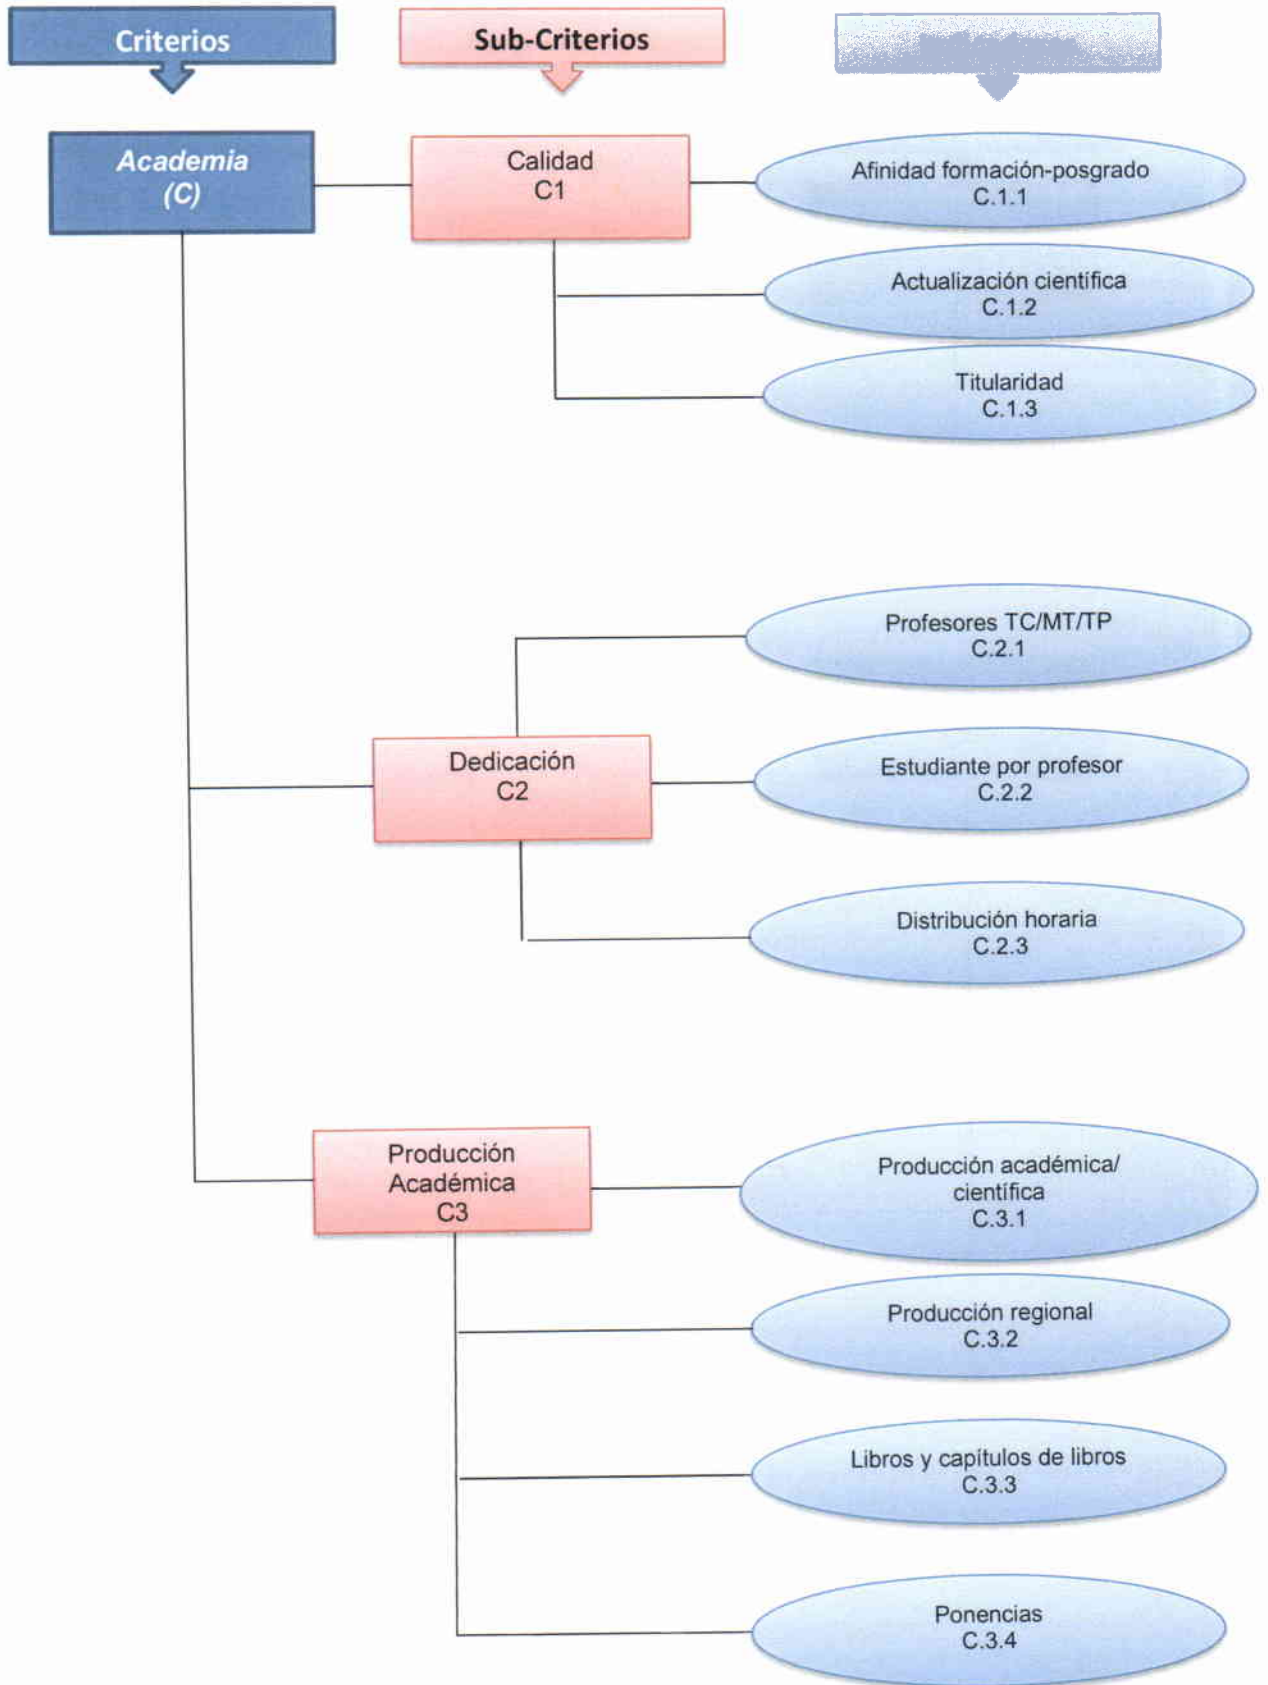 Criterios
Sub-Criterios
Academia
(C)
Calidad
C1
Afinidad formación-posgrado
C.1.1
Actualización científica
C.1.2
Titularidad
C.1.3
Profesores TC/MT/TP
C.2.1
Dedicación
C2
Estudiante por profesor
C.2.2
Distribución horaria
C.2.3
Producción
Académica
C3
Producción académica/
científica
C.3.1
Producción regional
C.3.2
Libros y capítulos de libros
C.3.3
Ponencias
C.3.4